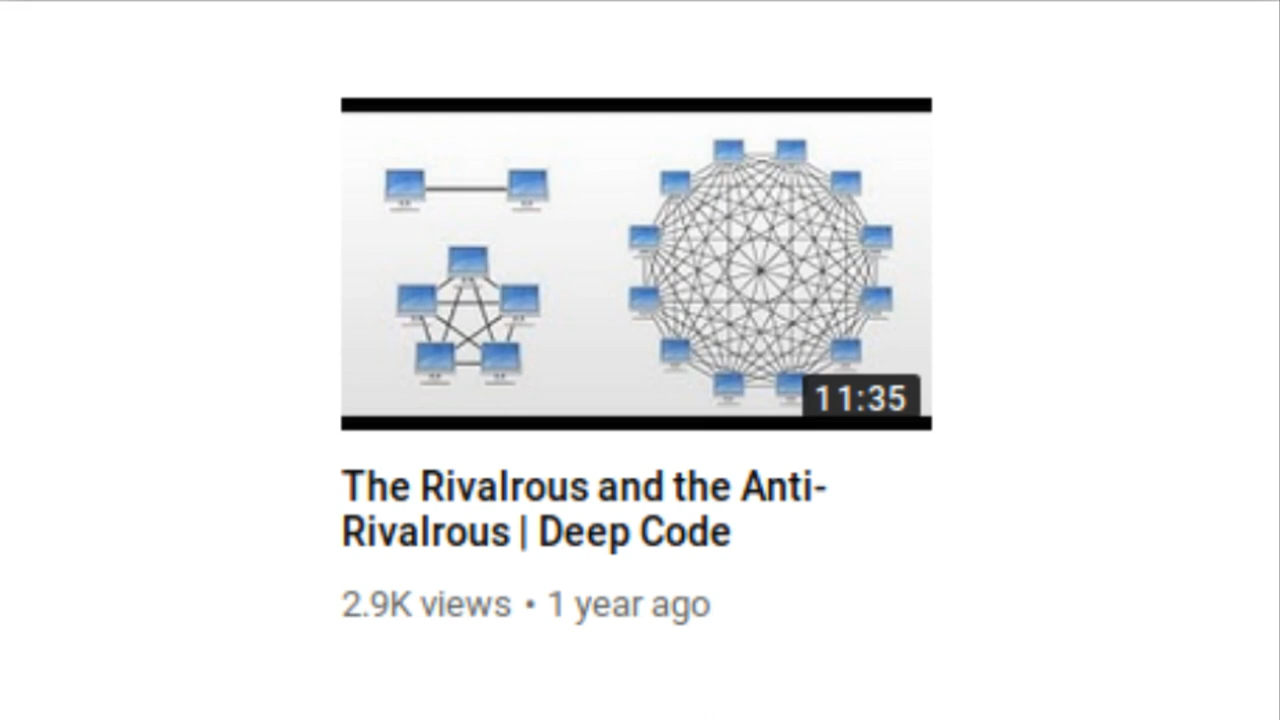 11:35
The Rivalrous and the Anti-
Rivalrous | Deep Code
2.9K views • 1 year ago